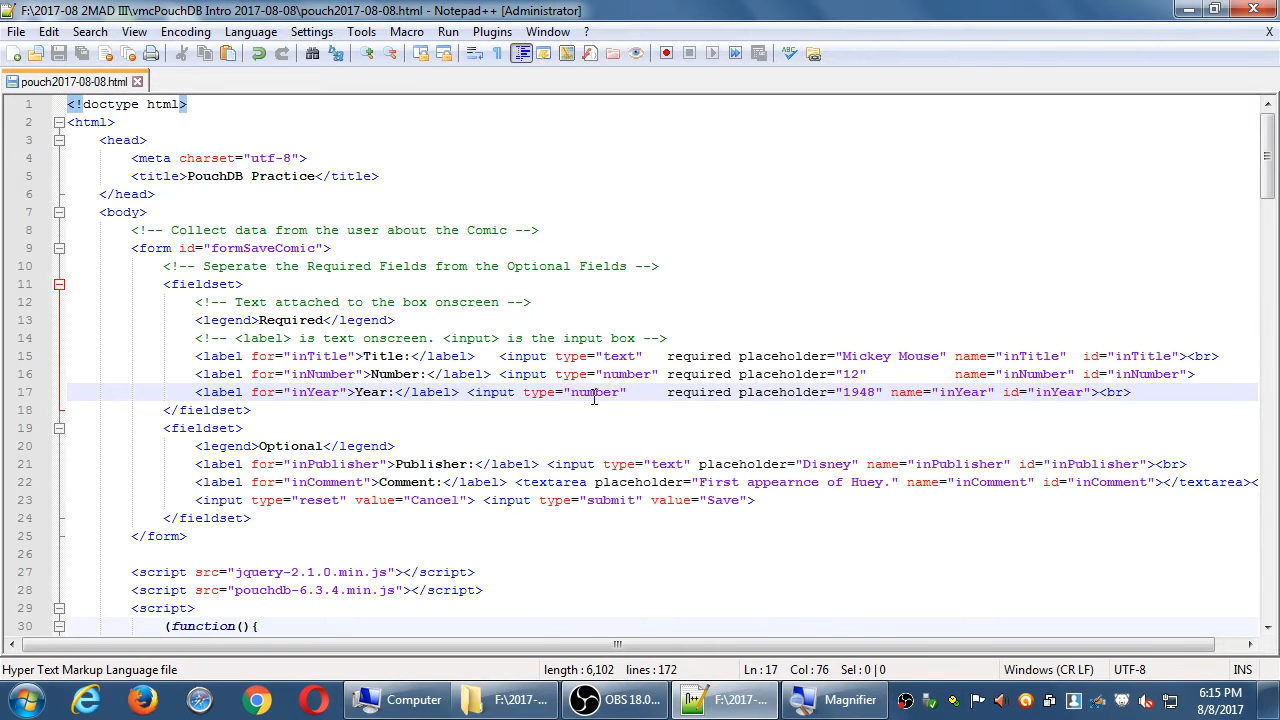 F:\2017-08 2MAD III\vmcPouchDB Intro 2017-08-08\pouch2017-08-08.html - Notepad++ [Administrator]
File Edit Search View Encoding Language Settings Tools Macro Run Plugins Window ? X
pouch2017-08-08.html
1 <!doctype html>
2 <html>
3 <head>
4 <meta charset="utf-8">
5 <title>PouchDB Practice</title>
6 </head>
7 <body>
8 <!-- Collect data from the user about the Comic -->
9 <form id="formSaveComic">
10 <!-- Seperate the Required Fields from the Optional Fields -->
11 <fieldset>
12 <!-- Text attached to the box onscreen -->
13 <legend>Required</legend>
14 <!-- <label> is text onscreen. <input> is the input box -->
15 <label for="inTitle">Title:</label> <input type="text" required placeholder="Mickey Mouse" name="inTitle" id="inTitle"><br>
16 <label for="inNumber">Number:</label> <input type="number" required placeholder="12" name="inNumber" id="inNumber">
17 <label for="inYear">Year:</label> <input type="number" required placeholder="1948" name="inYear" id="inYear"><br>
18 </fieldset>
19 <fieldset>
20 <legend>Optional</legend>
21 <label for="inPublisher">Publisher:</label> <input type="text" placeholder="Disney" name="inPublisher" id="inPublisher"><br>
22 <label for="inComment">Comment:</label> <textarea placeholder="First appearnce of Huey." name="inComment" id="inComment"></textarea><
23 <input type="reset" value="Cancel"> <input type="submit" value="Save">
24 </fieldset>
25 </form>
26
27 <script src="jquery-2.1.0.min.js"></script>
28 <script src="pouchdb-6.3.4.min.js"></script>
29 <script>
30 (function(){
Hyper Text Markup Language file length : 6,102 lines : 172 Ln : 17 Col : 76 Sel : 0 | 0 Windows (CR LF) UTF-8 INS
Computer F:\2017-... OBS 18.0... F:\2017-... Magnifier 6:15 PM
8/8/2017